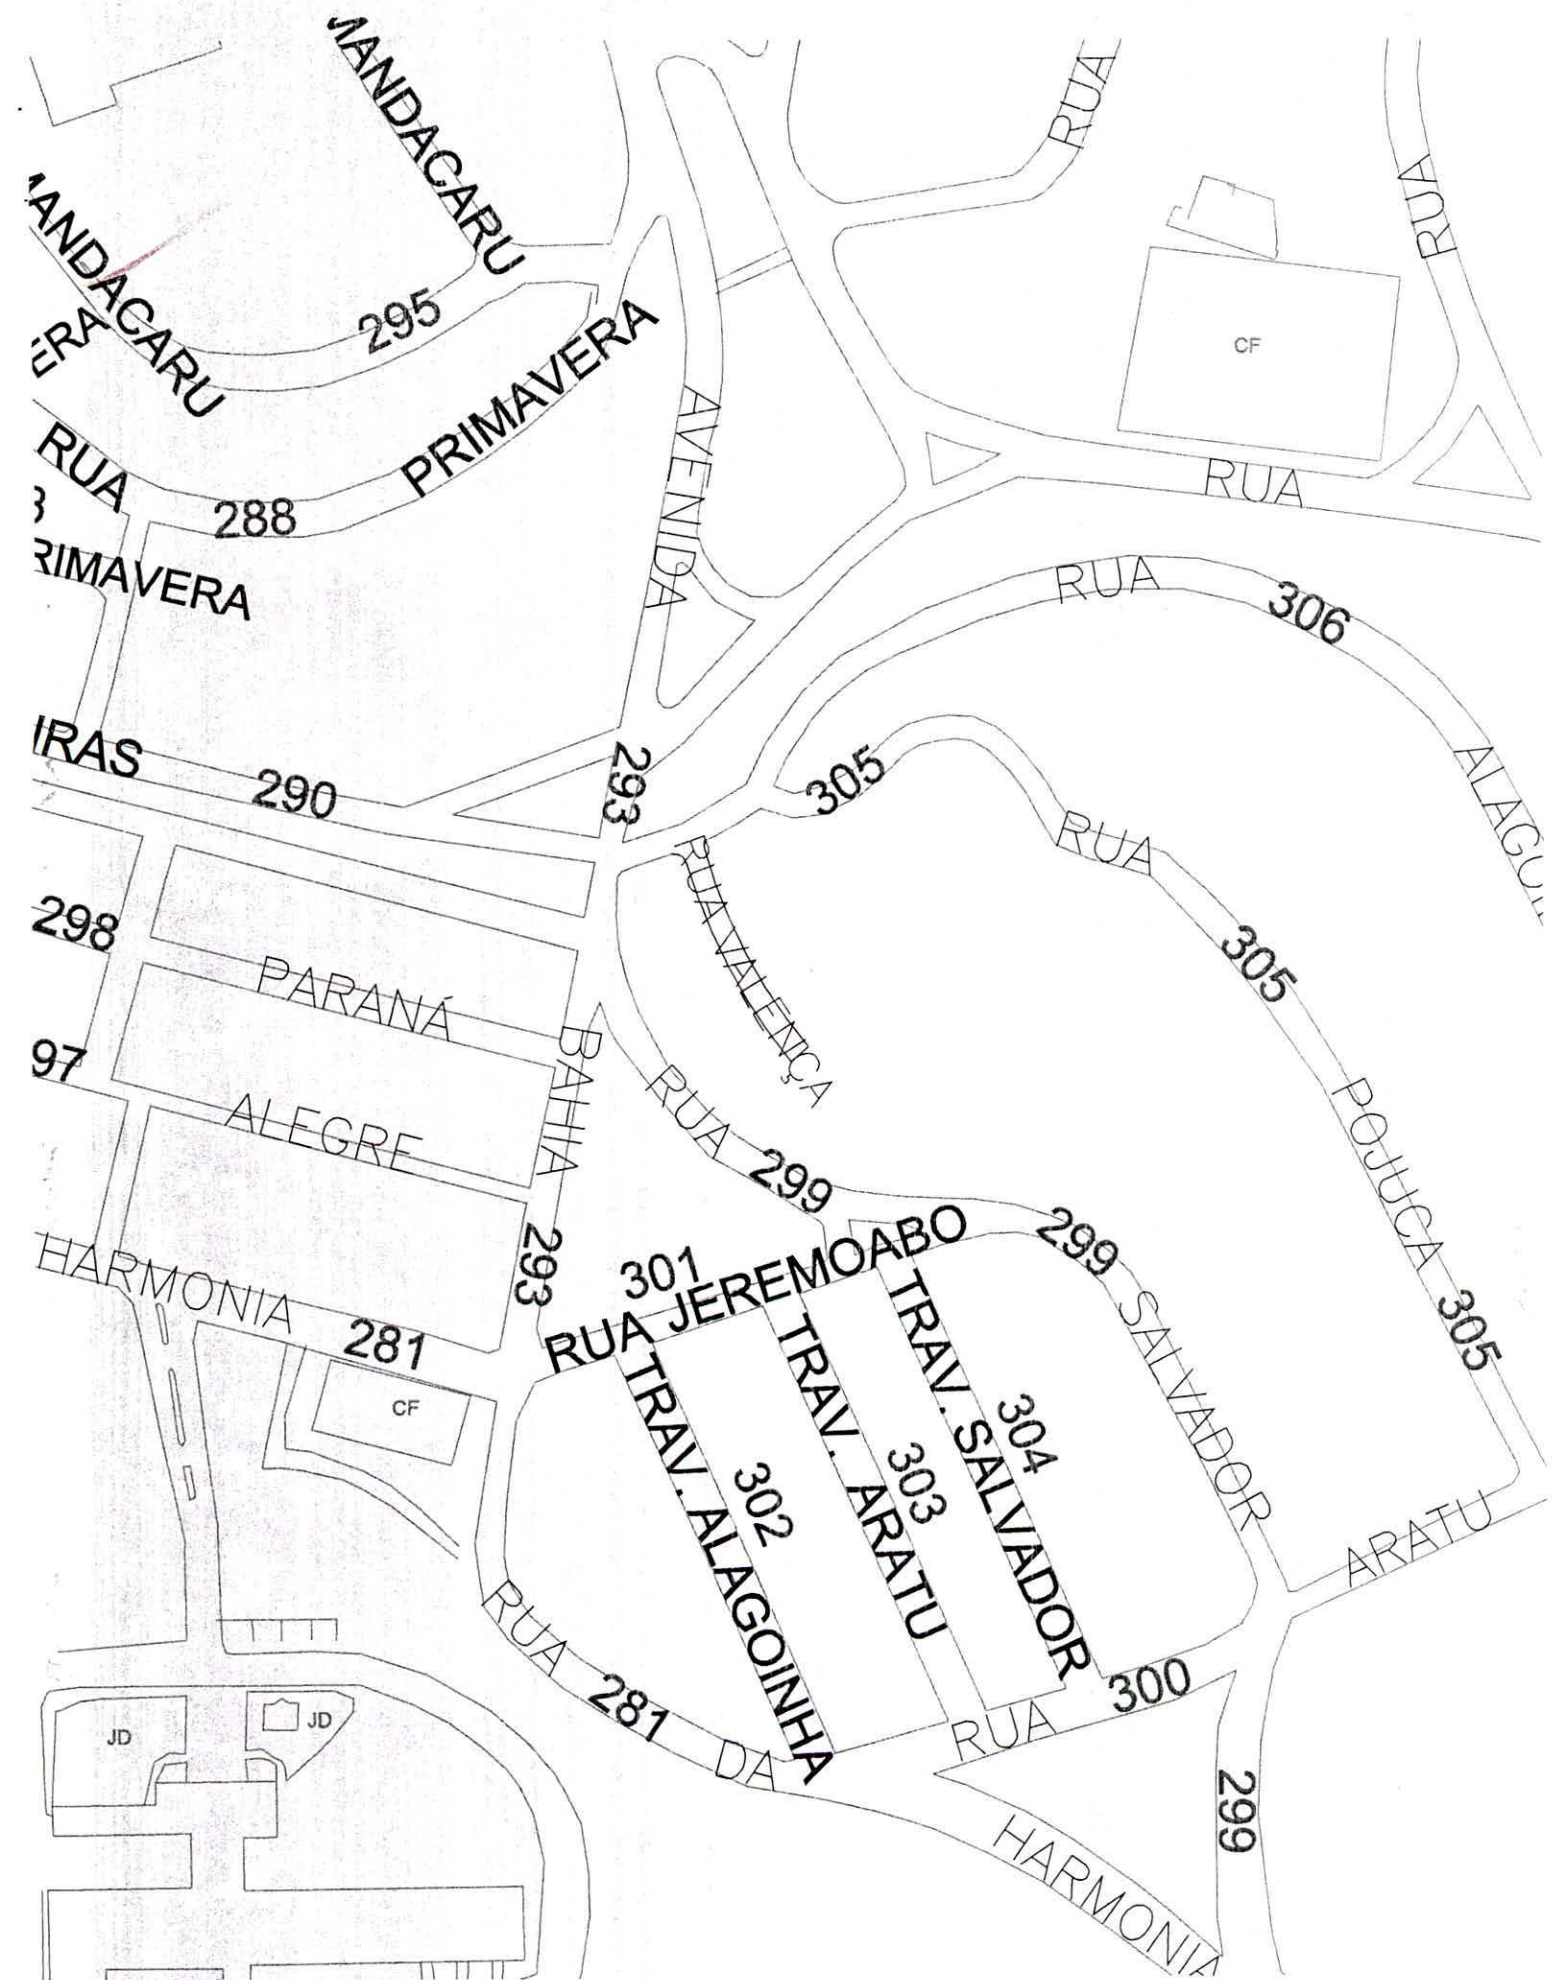 MANDACARU
RUA
RUA
MANDACARU
295
ERA
PRIMAVERA
CF
RUA
288
AVENIDA
RUA
PRIMAVERA
RUA
306
IRAS
290
293
305
ALAGOIN
RUA
298
RUA VALENÇA
305
PARANÁ
BAHIA
97
RUA
POJUCA
ALEGRE
299
299
HARMONIA
293
301
RUA JEREMOABO
305
281
SALVADOR
CF
TRAV. ALAGOINHA
302
TRAV. ARATU
303
TRAV. SALVADOR
304
ARATU
RUA
281
DA
RUA
300
JD
JD
299
HARMONIA